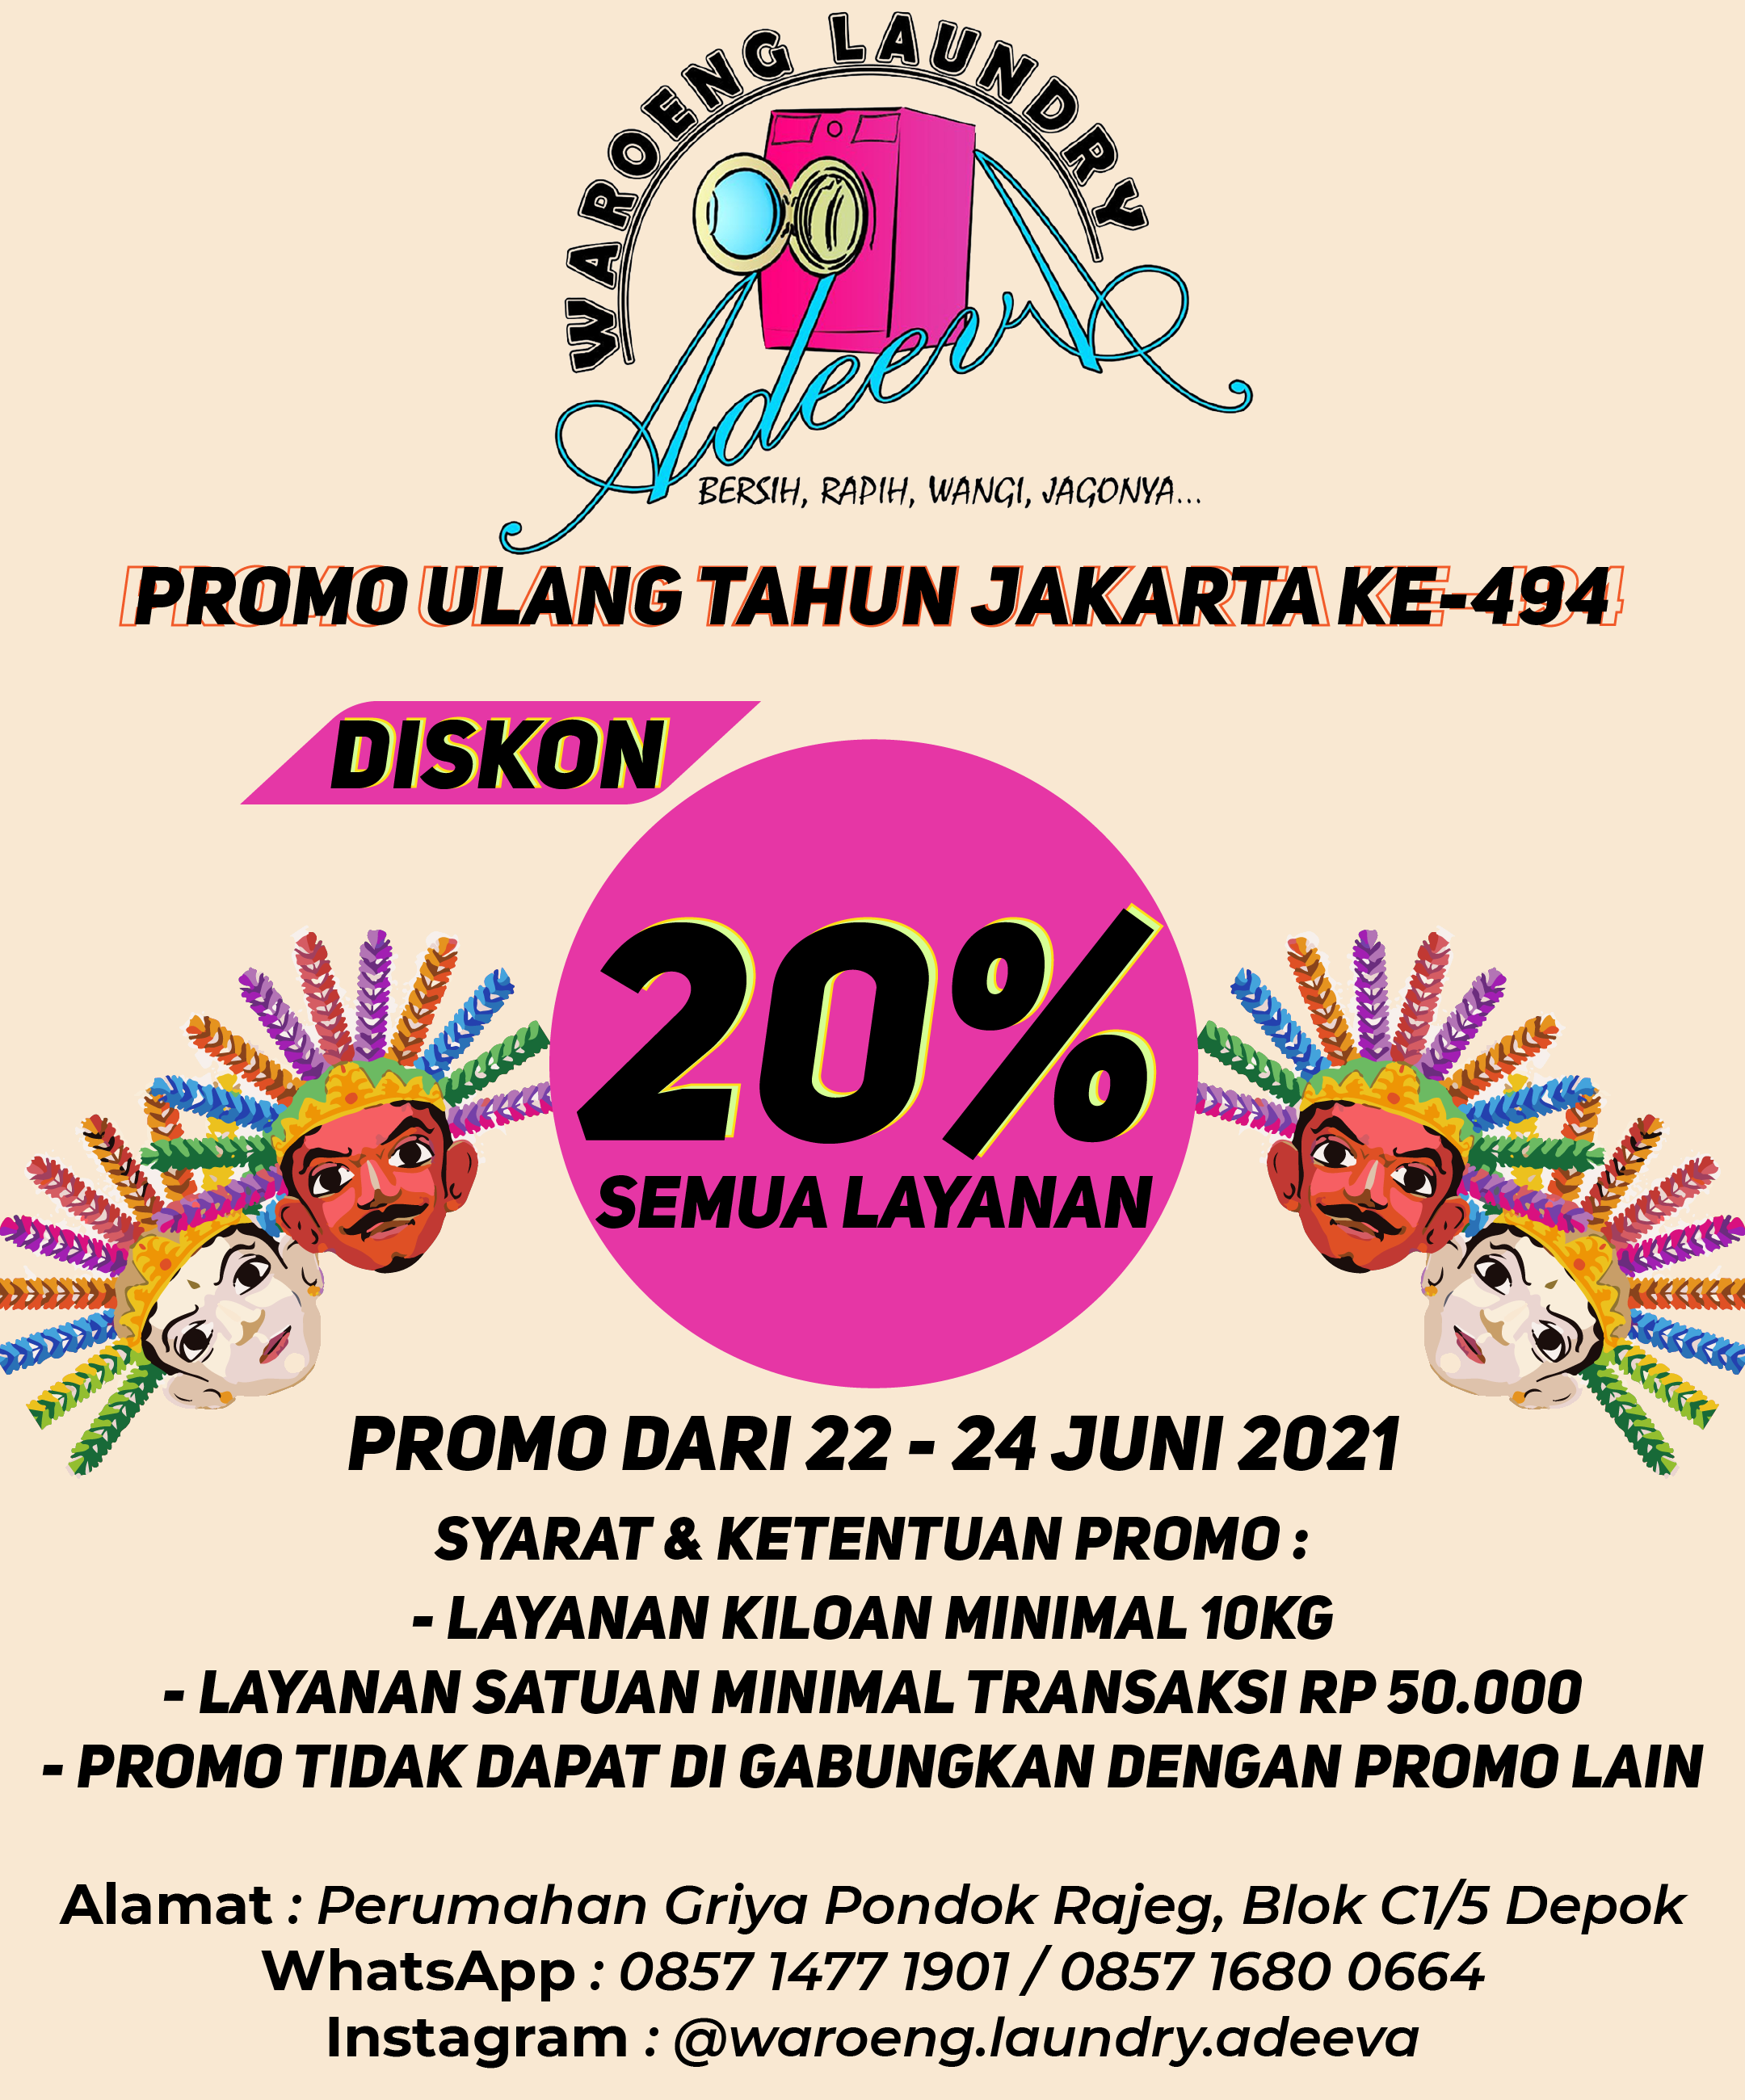 WAROENG LAUNDRY
AdeevA
BERSIH, RAPIH, WANGI, JAGONYA...
PROMO ULANG TAHUN JAKARTA KE-494
DISKON
20%
SEMUA LAYANAN
PROMO DARI 22 - 24 JUNI 2021
SYARAT & KETENTUAN PROMO :
- LAYANAN KILOAN MINIMAL 10KG
- LAYANAN SATUAN MINIMAL TRANSAKSI RP 50.000
- PROMO TIDAK DAPAT DI GABUNGKAN DENGAN PROMO LAIN
Alamat : Perumahan Griya Pondok Rajeg, Blok C1/5 Depok
WhatsApp : 0857 1477 1901 / 0857 1680 0664
Instagram : @waroeng.laundry.adeeva